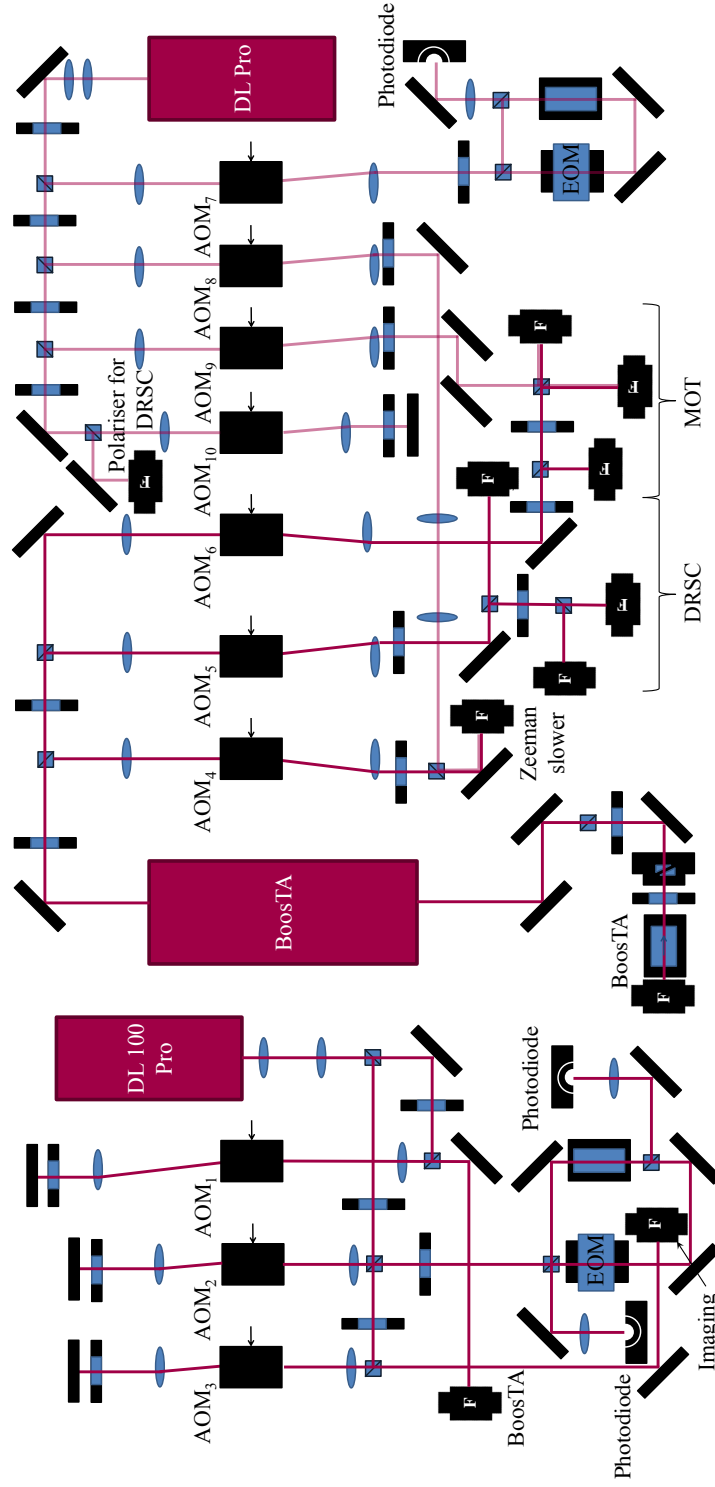 DL 100
Pro
AOM3
AOM2
AOM1
F
BoosTA
Photodiode
EOM
F
Photodiode
Imaging
BoosTA
BoosTA
F
N
AOM4
AOM5
AOM6
AOM10
AOM9
AOM8
AOM7
Polariser for
DRSC
F
DL Pro
Photodiode
EOM
F
Zeeman
slower
F
F
F
DRSC
F
F
F
MOT